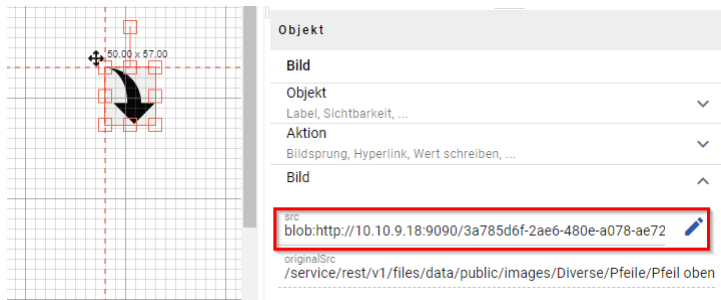 Objekt
50.00 x 57.00
Bild
Objekt
Label, Sichtbarkeit, ...
Aktion
Bildsprung, Hyperlink, Wert schreiben, ...
Bild
src
blob:http://10.10.9.18:9090/3a785d6f-2ae6-480e-a078-ae72
originalSrc
/service/rest/v1/files/data/public/images/Diverse/Pfeile/Pfeil oben